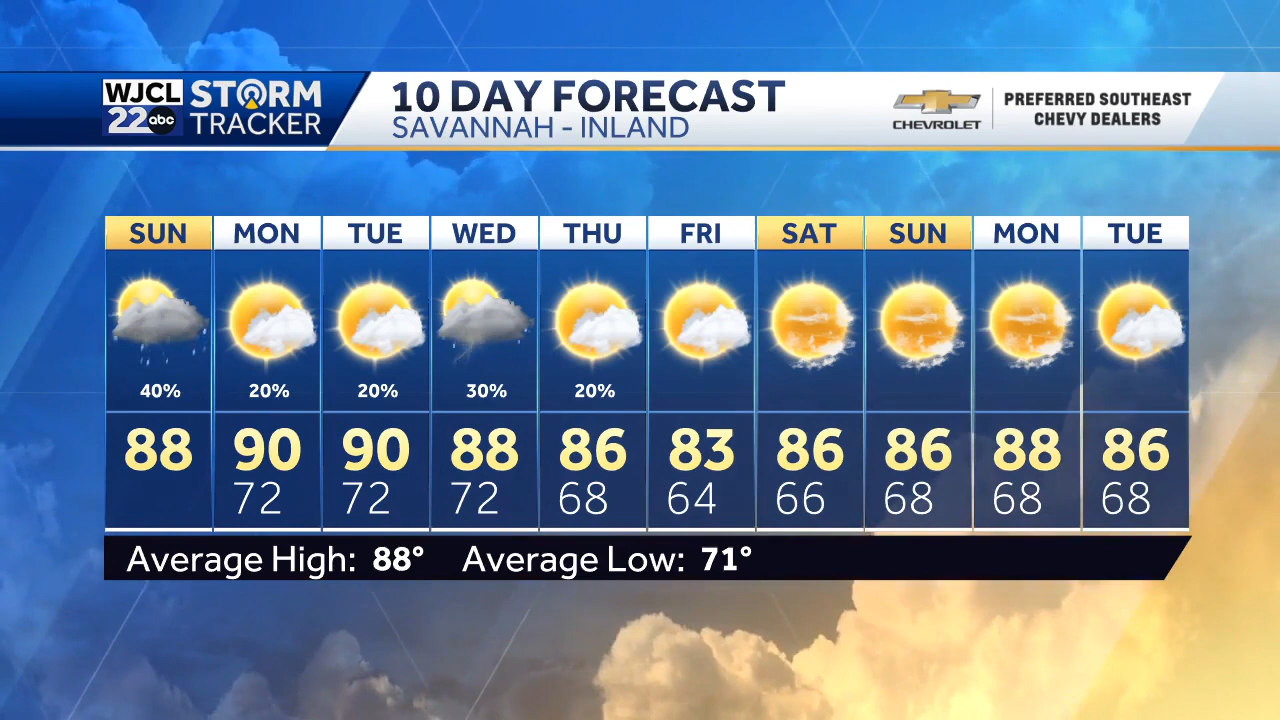 WJCL
22 abc
STORM
TRACKER
10 DAY FORECAST
SAVANNAH - INLAND
CHEVROLET
PREFERRED SOUTHEAST
CHEVY DEALERS
SUN MON TUE WED THU FRI SAT SUN MON TUE
40% 20% 20% 30% 20%
88 90 90 88 86 83 86 86 88 86
72 72 72 68 64 66 68 68 68
Average High: 88° Average Low: 71°